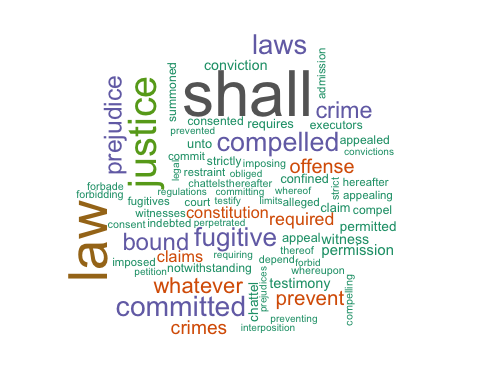 laws
conviction
admission
summoned
shall
prejudice
justice
crime
consented requires executors
prevented
unto compelled appealed
convictions
commit strictly imposing offense
legal
restraint obliged confined
strict
hereafter
chattels thereafter
forbade
regulations committing whereof appealing
forbidding
fugitives court testify limits alleged claim compel
witnesses constitution required
law
consent indebted perpetrated permitted
bound fugitive appeal witness
claims requiring thereof permission
imposed depend forbid
petition notwithstanding whereupon
prejudices
whatever testimony
chattel
prevent
compelling
committed
preventing
crimes interposition